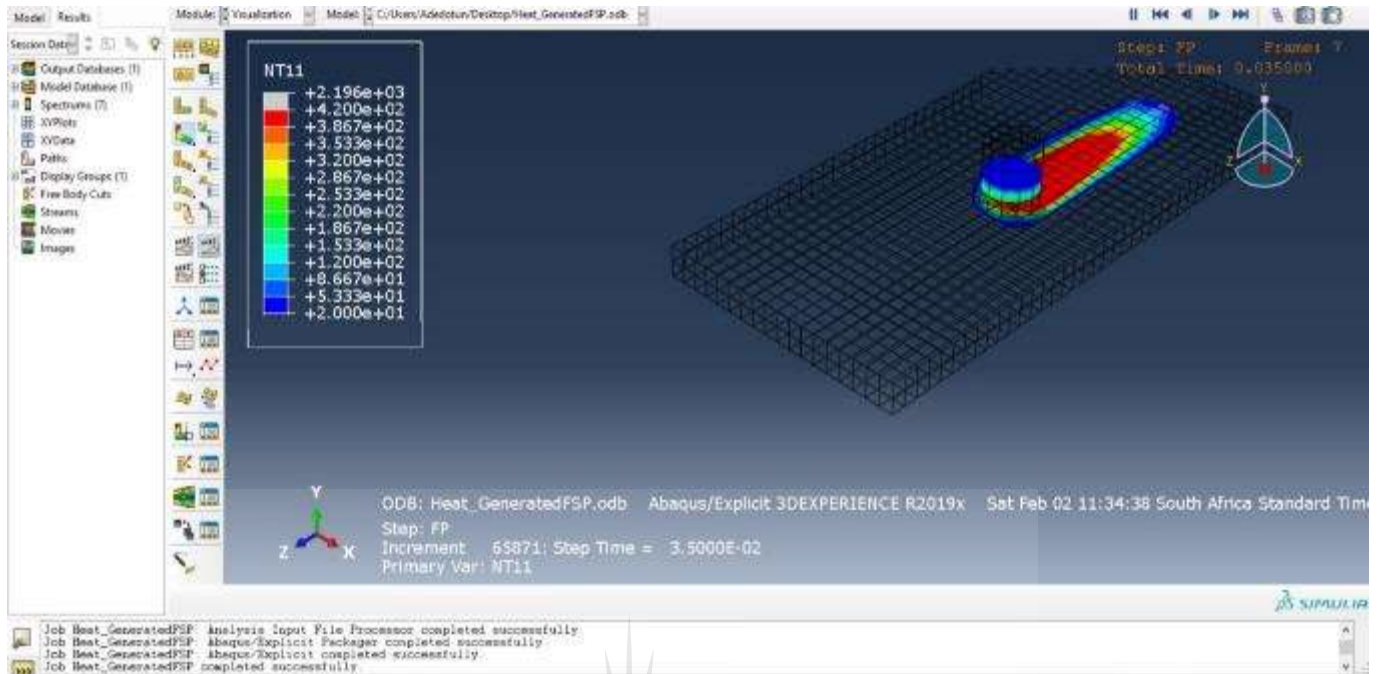 Model Results
Module: Visualization Model: C:/Users/Adedotun/Desktop/Heat_GeneratedFSP.odb
Session Data
Output Databases (1)
Model Database (1)
Spectrums (7)
XYPlots
XYData
Paths
Display Groups (1)
Free Body Cuts
Streams
Movies
Images
NT11
+2.196e+03
+4.200e+02
+3.867e+02
+3.533e+02
+3.200e+02
+2.867e+02
+2.533e+02
+2.200e+02
+1.867e+02
+1.533e+02
+1.200e+02
+8.667e+01
+5.333e+01
+2.000e+01
Step: FP Frame: 7
Total Time: 0.035000
Y
Z X
Y
Z X
ODB: Heat_GeneratedFSP.odb Abaqus/Explicit 3DEXPERIENCE R2019x Sat Feb 02 11:34:38 South Africa Standard Time
Step: FP
Increment 65871: Step Time = 3.5000E-02
Primary Var: NT11
SIMULIA
Job Heat_GeneratedFSP: Analysis Input File Processor completed successfully
Job Heat_GeneratedFSP: Abaqus/Explicit Packager completed successfully
Job Heat_GeneratedFSP: Abaqus/Explicit completed successfully
Job Heat_GeneratedFSP completed successfully